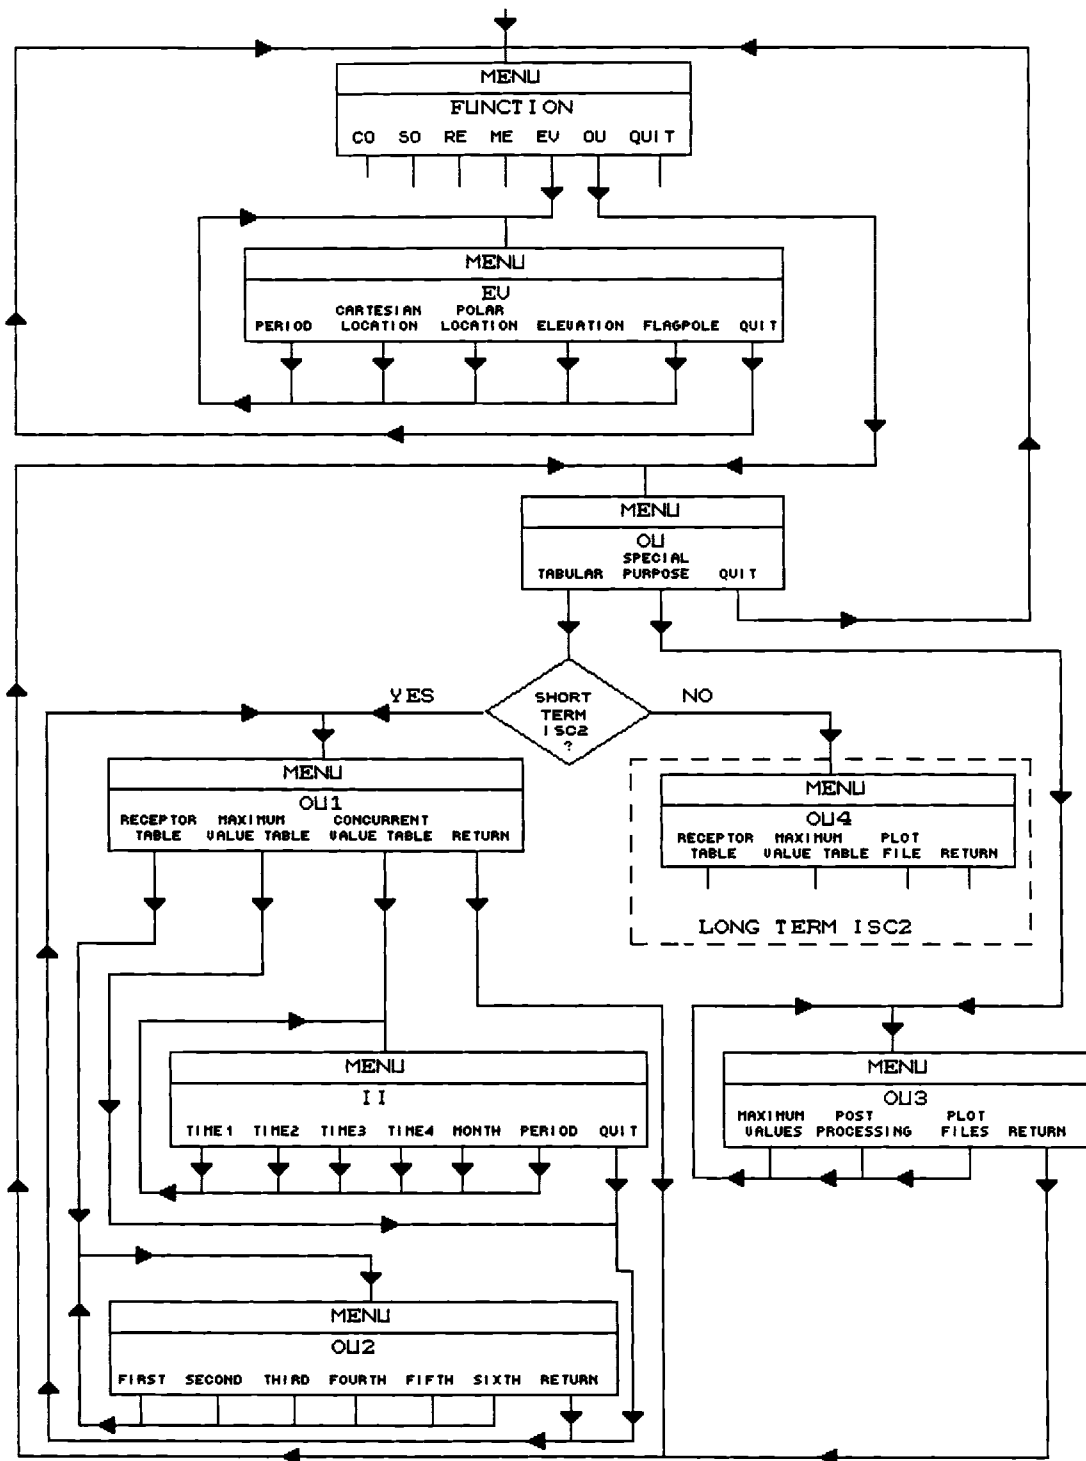 MENU
FUNCTION
CO SO RE ME EV OU QUIT
MENU
EV
CARTESIAN POLAR
PERIOD LOCATION LOCATION ELEVATION FLAGPOLE QUIT
MENU
OU
SPECIAL
TABULAR PURPOSE QUIT
YES
SHORT
TERM
ISC2
?
NO
MENU
OU1
RECEPTOR MAXIMUM CONCURRENT
TABLE VALUE TABLE VALUE TABLE RETURN
MENU
OU4
RECEPTOR MAXIMUM PLOT
TABLE VALUE TABLE FILE RETURN
LONG TERM ISC2
MENU
II
TIME1 TIME2 TIME3 TIME4 MONTH PERIOD QUIT
MENU
OU3
MAXIMUM POST PLOT
VALUES PROCESSING FILES RETURN
MENU
OU2
FIRST SECOND THIRD FOURTH FIFTH SIXTH RETURN